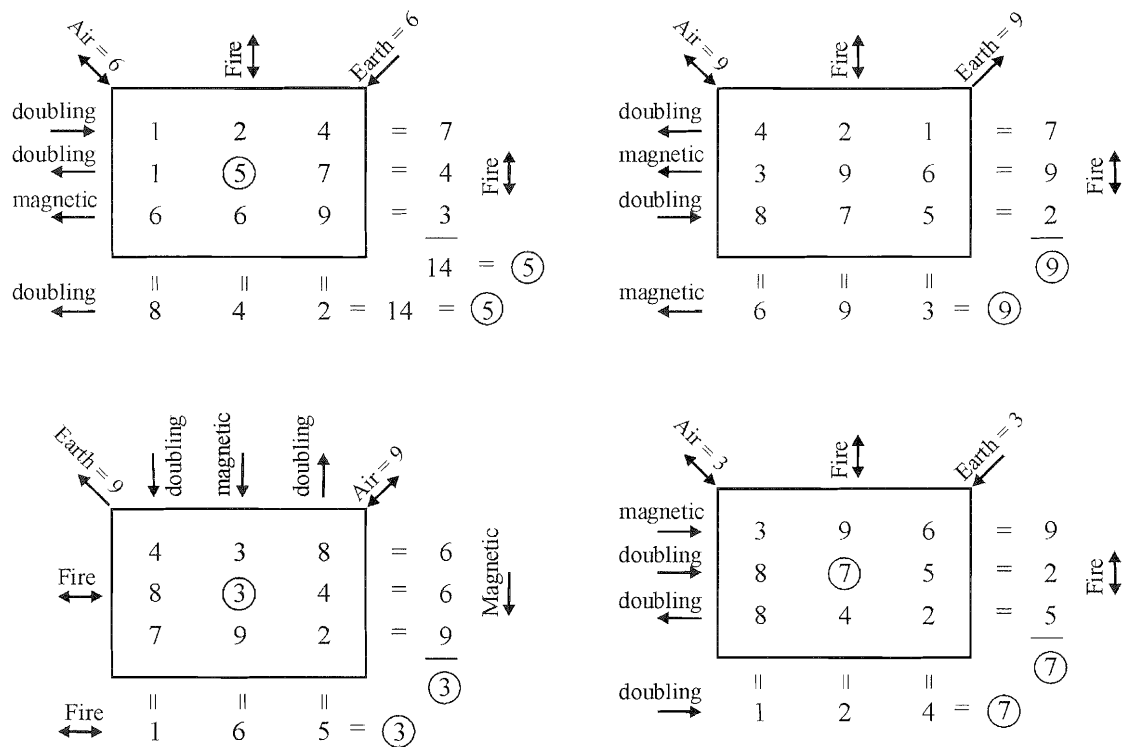 Air = 6 Fire Earth = 6
doubling 1 2 4 = 7
doubling 1 5 7 = 4 Fire
magnetic 6 6 9 = 3
14 = 5
= = =
doubling 8 4 2 = 14 = 5
Air = 9 Fire Earth = 9
doubling 4 2 1 = 7
magnetic 3 9 6 = 9 Fire
doubling 8 7 5 = 2
9
= = =
magnetic 6 9 3 = 9
Earth = 9 doubling magnetic doubling Air = 9
4 3 8 = 6
Fire 8 3 4 = 6 Magnetic
7 9 2 = 9
3
= = =
Fire 1 6 5 = 3
Air = 3 Fire Earth = 3
magnetic 3 9 6 = 9
doubling 8 7 5 = 2 Fire
doubling 8 4 2 = 5
7
= = =
doubling 1 2 4 = 7